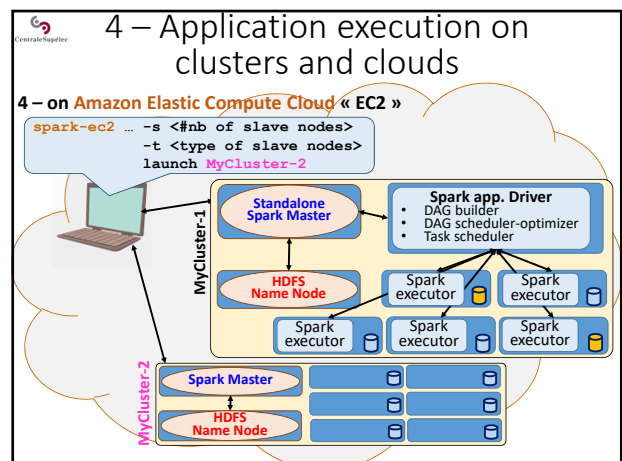 CentraleSupélec
4 – Application execution on
clusters and clouds
4 – on Amazon Elastic Compute Cloud « EC2 »
spark-ec2 … -s <#nb of slave nodes>
-t <type of slave nodes>
launch MyCluster-2
MyCluster-1
Standalone
Spark Master
Spark app. Driver
• DAG builder
• DAG scheduler-optimizer
• Task scheduler
HDFS
Name Node
Spark
executor
Spark
executor
Spark
executor
Spark
executor
Spark
executor
MyCluster-2
Spark Master
HDFS
Name Node